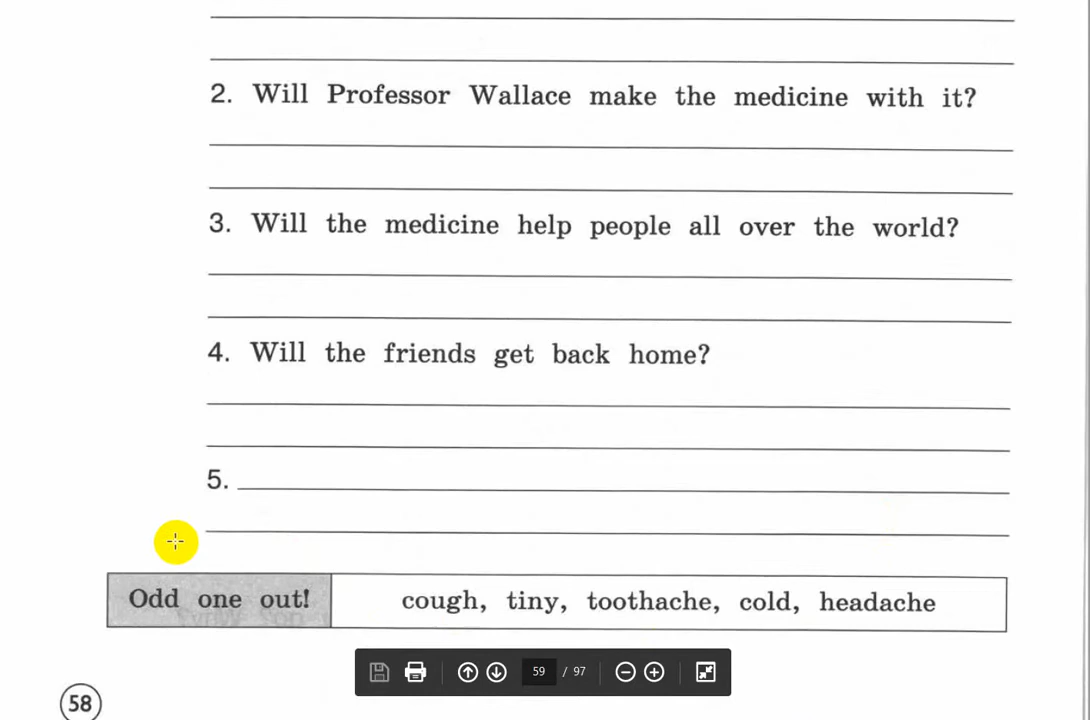 2. Will Professor Wallace make the medicine with it?
3. Will the medicine help people all over the world?
4. Will the friends get back home?
5.
Odd one out! cough, tiny, toothache, cold, headache
59 / 97
58